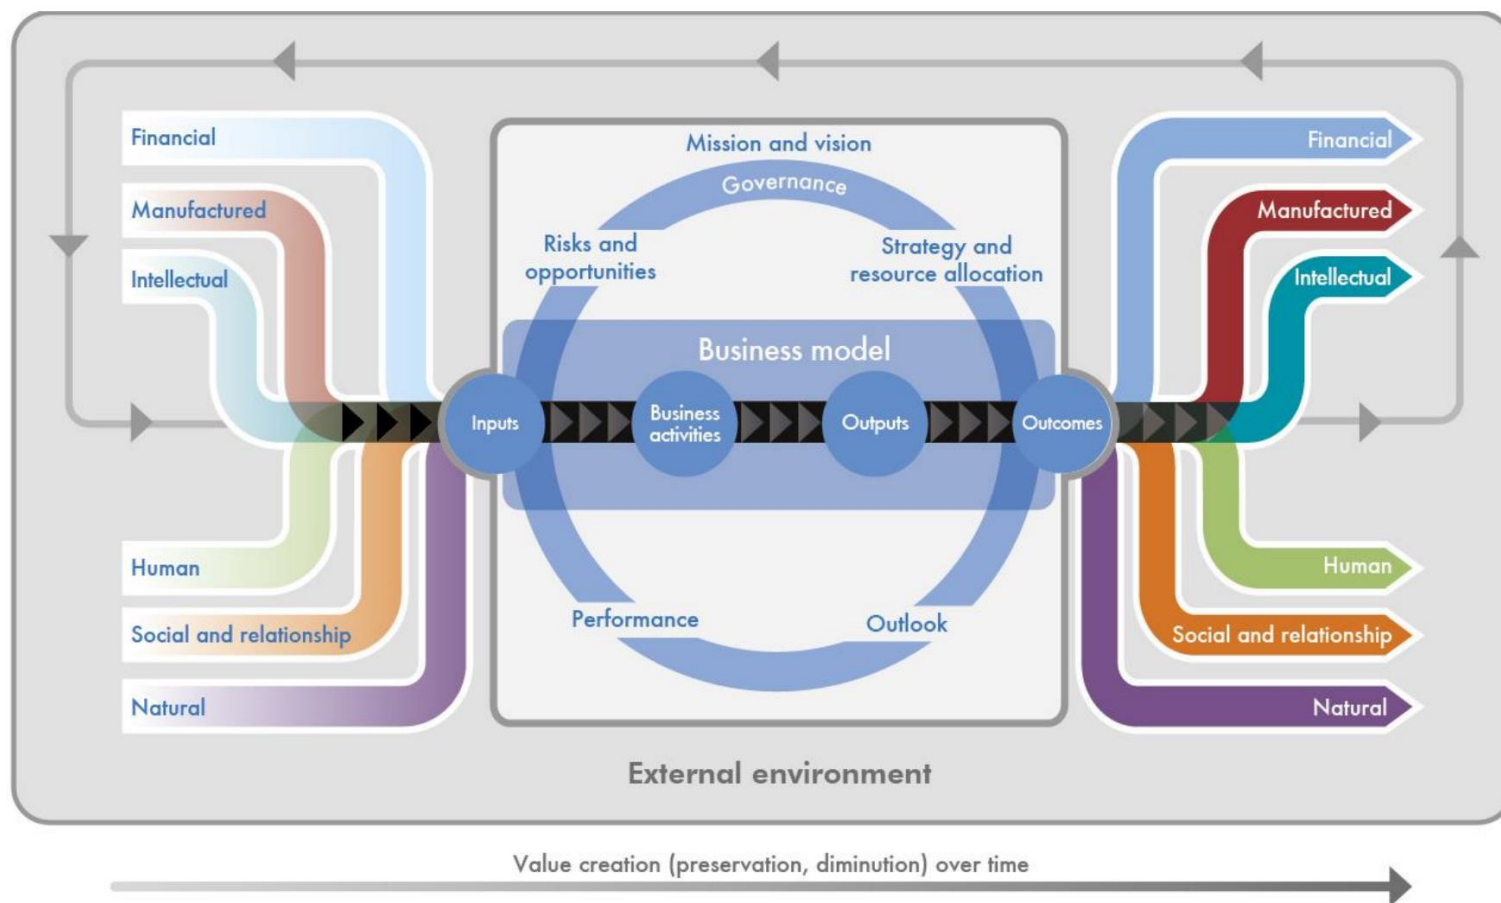 Financial
Manufactured
Intellectual
Human
Social and relationship
Natural
Mission and vision
Governance
Risks and
opportunities
Strategy and
resource allocation
Business model
Inputs
Business
activities
Outputs
Outcomes
Performance
Outlook
Financial
Manufactured
Intellectual
Human
Social and relationship
Natural
External environment
Value creation (preservation, diminution) over time